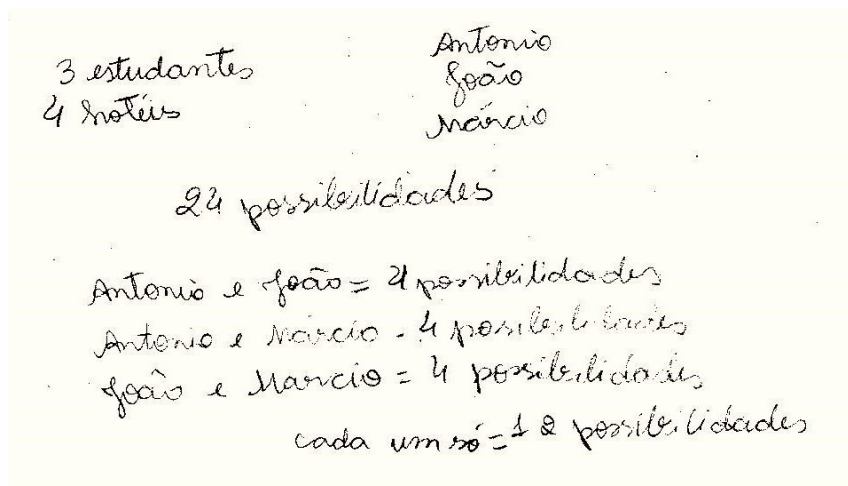 3 estudantes
4 hotéis
Antonio
João
Márcio
24 possibilidades
Antonio e João = 4 possibilidades
Antonio e Márcio - 4 possibilidades
João e Marcio = 4 possibilidades
cada um só = 12 possibilidades